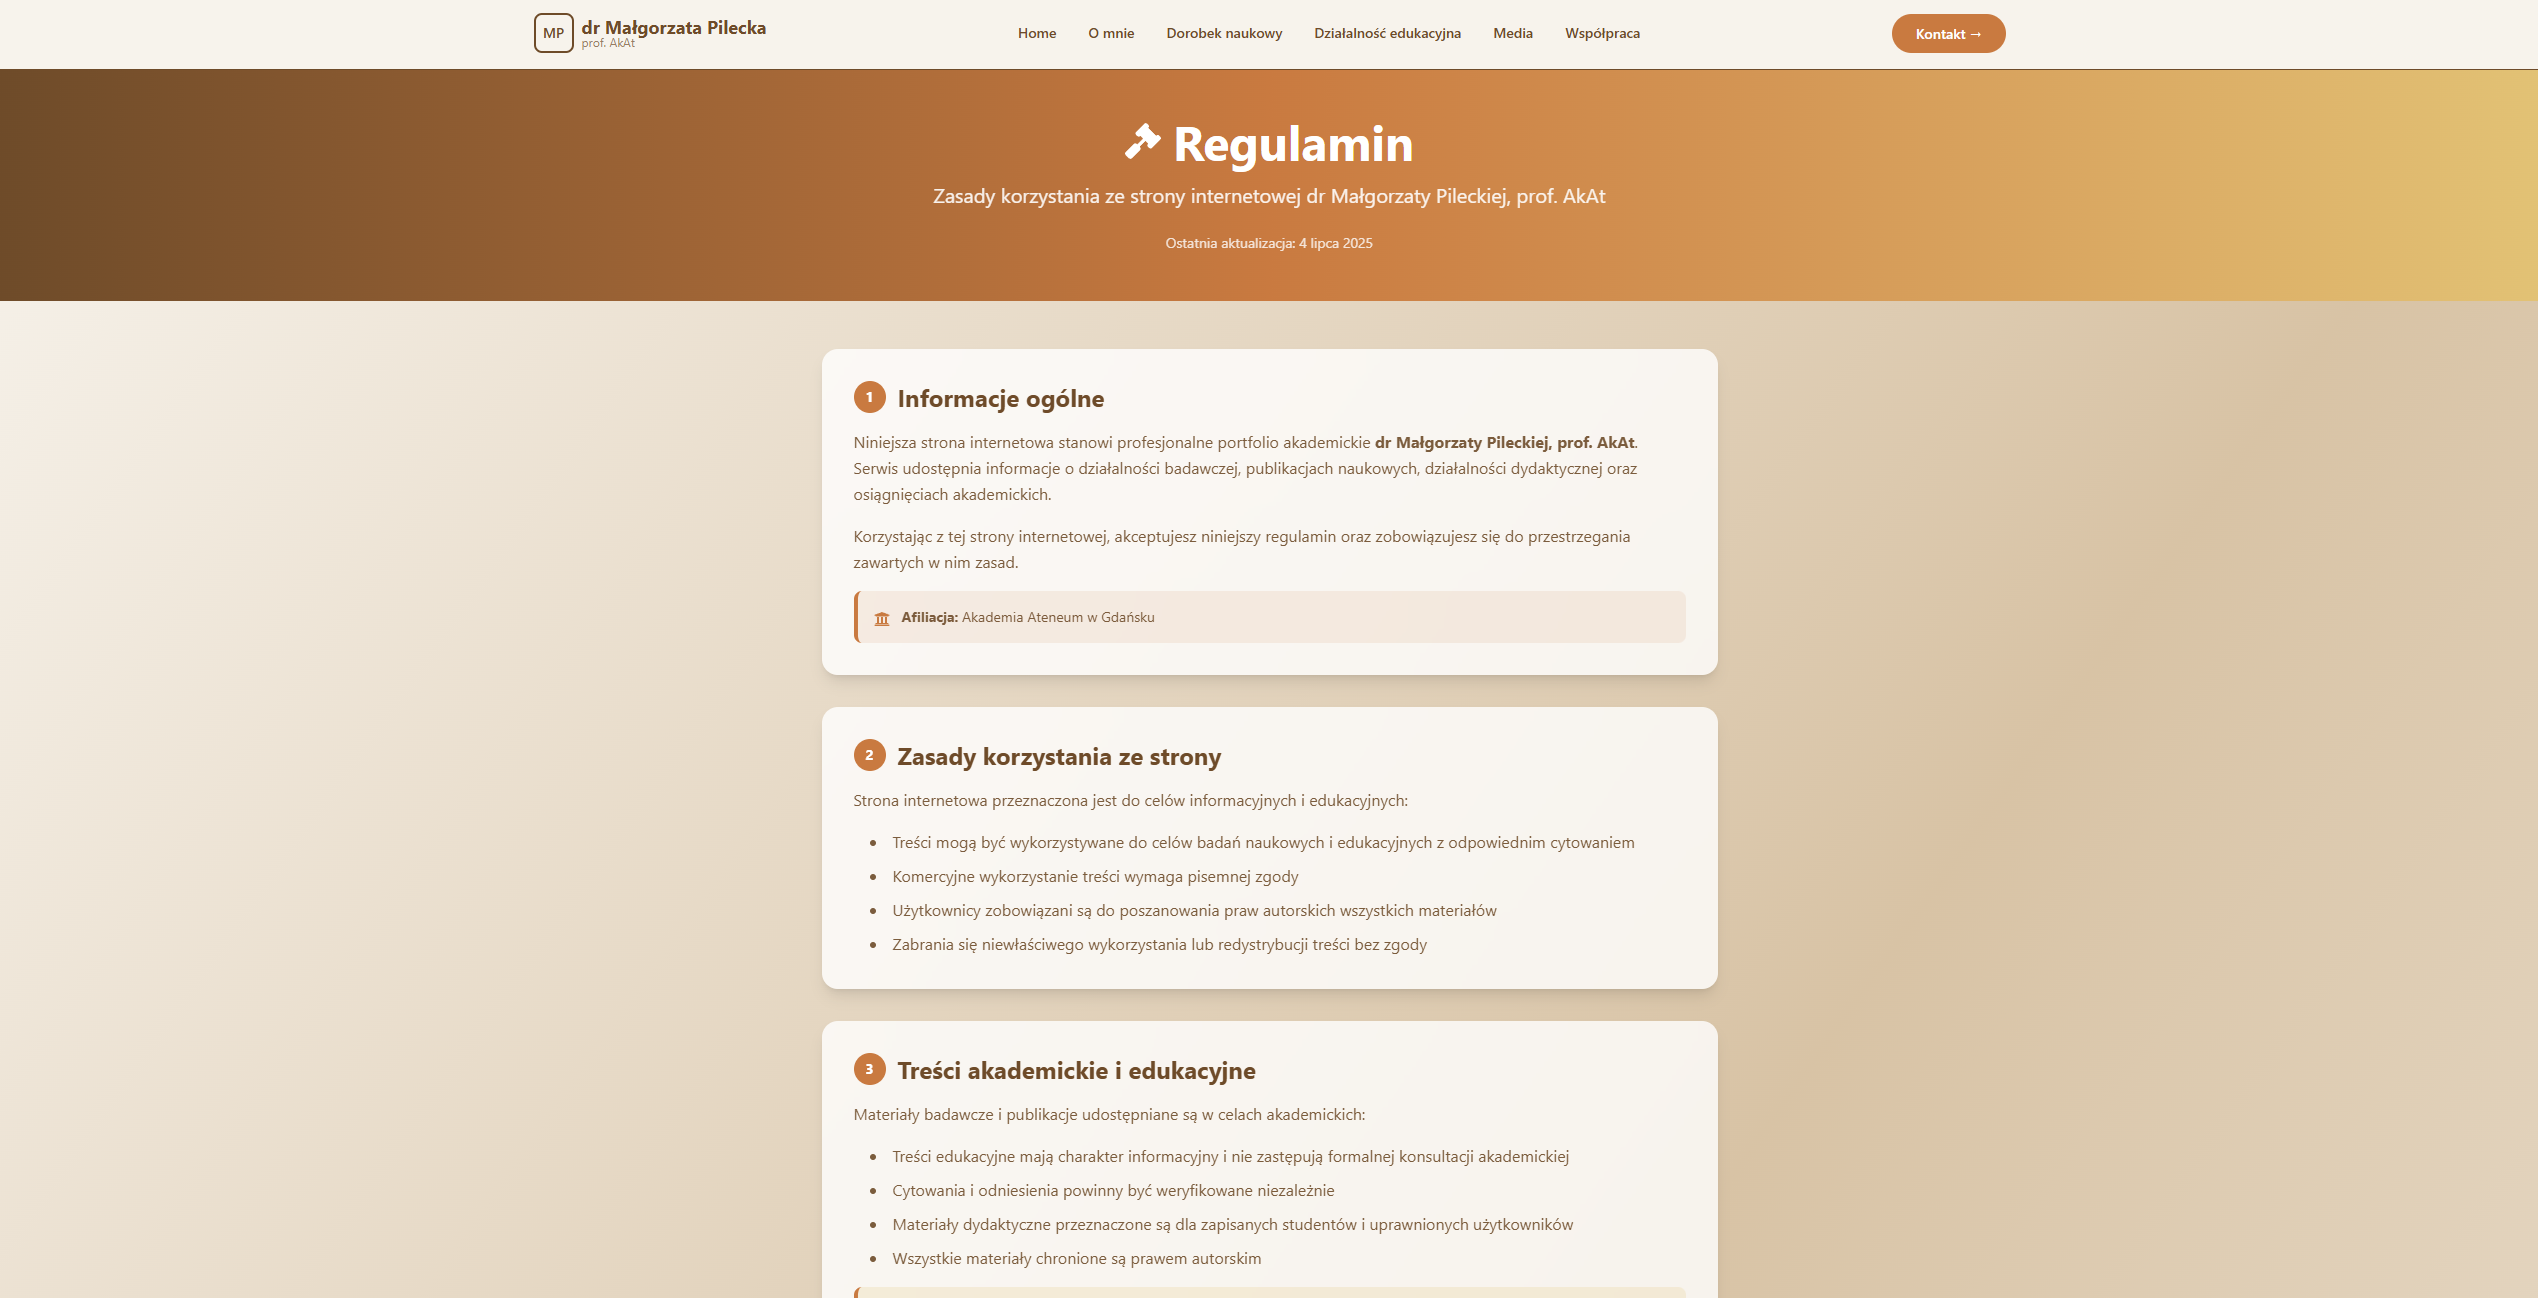 MP
dr Małgorzata Pilecka
prof. AkAt
Home
O mnie
Dorobek naukowy
Działalność edukacyjna
Media
Współpraca
Kontakt →
Regulamin
Zasady korzystania ze strony internetowej dr Małgorzaty Pileckiej, prof. AkAt
Ostatnia aktualizacja: 4 lipca 2025
1 Informacje ogólne
Niniejsza strona internetowa stanowi profesjonalne portfolio akademickie dr Małgorzaty Pileckiej, prof. AkAt.
Serwis udostępnia informacje o działalności badawczej, publikacjach naukowych, działalności dydaktycznej oraz
osiągnięciach akademickich.
Korzystając z tej strony internetowej, akceptujesz niniejszy regulamin oraz zobowiązujesz się do przestrzegania
zawartych w nim zasad.
Afiliacja: Akademia Ateneum w Gdańsku
2 Zasady korzystania ze strony
Strona internetowa przeznaczona jest do celów informacyjnych i edukacyjnych:
• Treści mogą być wykorzystywane do celów badań naukowych i edukacyjnych z odpowiednim cytowaniem
• Komercyjne wykorzystanie treści wymaga pisemnej zgody
• Użytkownicy zobowiązani są do poszanowania praw autorskich wszystkich materiałów
• Zabrania się niewłaściwego wykorzystania lub redystrybucji treści bez zgody
3 Treści akademickie i edukacyjne
Materiały badawcze i publikacje udostępniane są w celach akademickich:
• Treści edukacyjne mają charakter informacyjny i nie zastępują formalnej konsultacji akademickiej
• Cytowania i odniesienia powinny być weryfikowane niezależnie
• Materiały dydaktyczne przeznaczone są dla zapisanych studentów i uprawnionych użytkowników
• Wszystkie materiały chronione są prawem autorskim